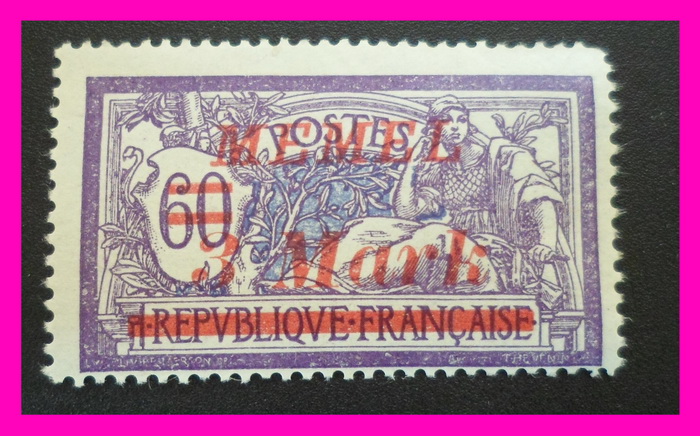 POSTES
MEMEL
60
3 Mark
·REPVBLIQVE·FRANÇAISE·